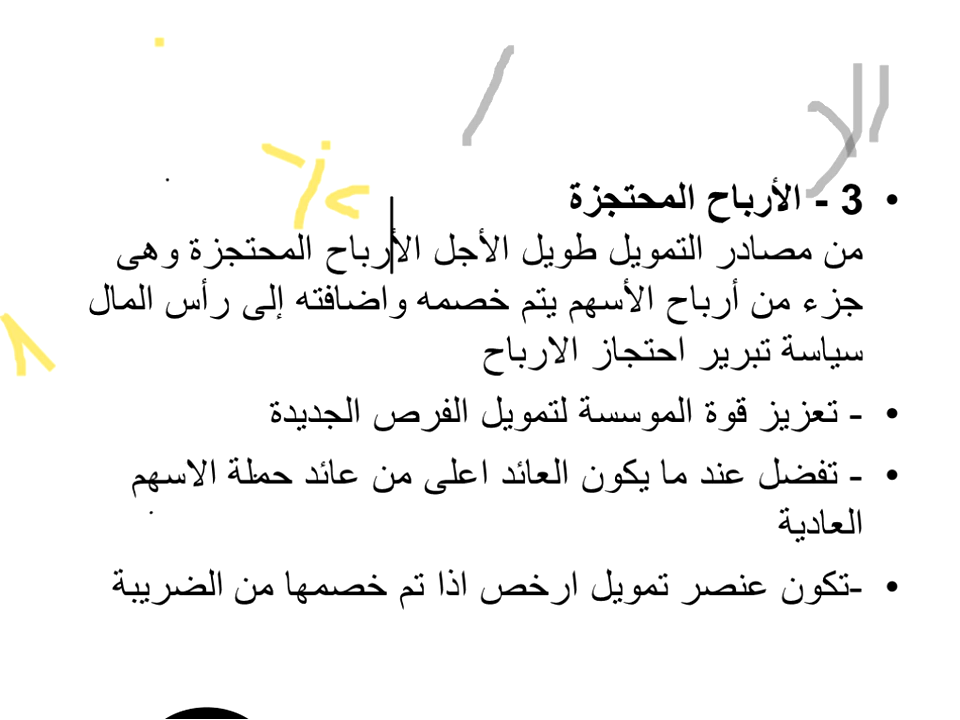 • 3 - الأرباح المحتجزة
من مصادر التمويل طويل الأجل الأرباح المحتجزة وهى
جزء من أرباح الأسهم يتم خصمه واضافته إلى رأس المال
سياسة تبرير احتجاز الارباح
• - تعزيز قوة الموسسة لتمويل الفرص الجديدة
• - تفضل عند ما يكون العائد اعلى من عائد حملة الاسهم
العادية
• -تكون عنصر تمويل ارخص اذا تم خصمها من الضريبة